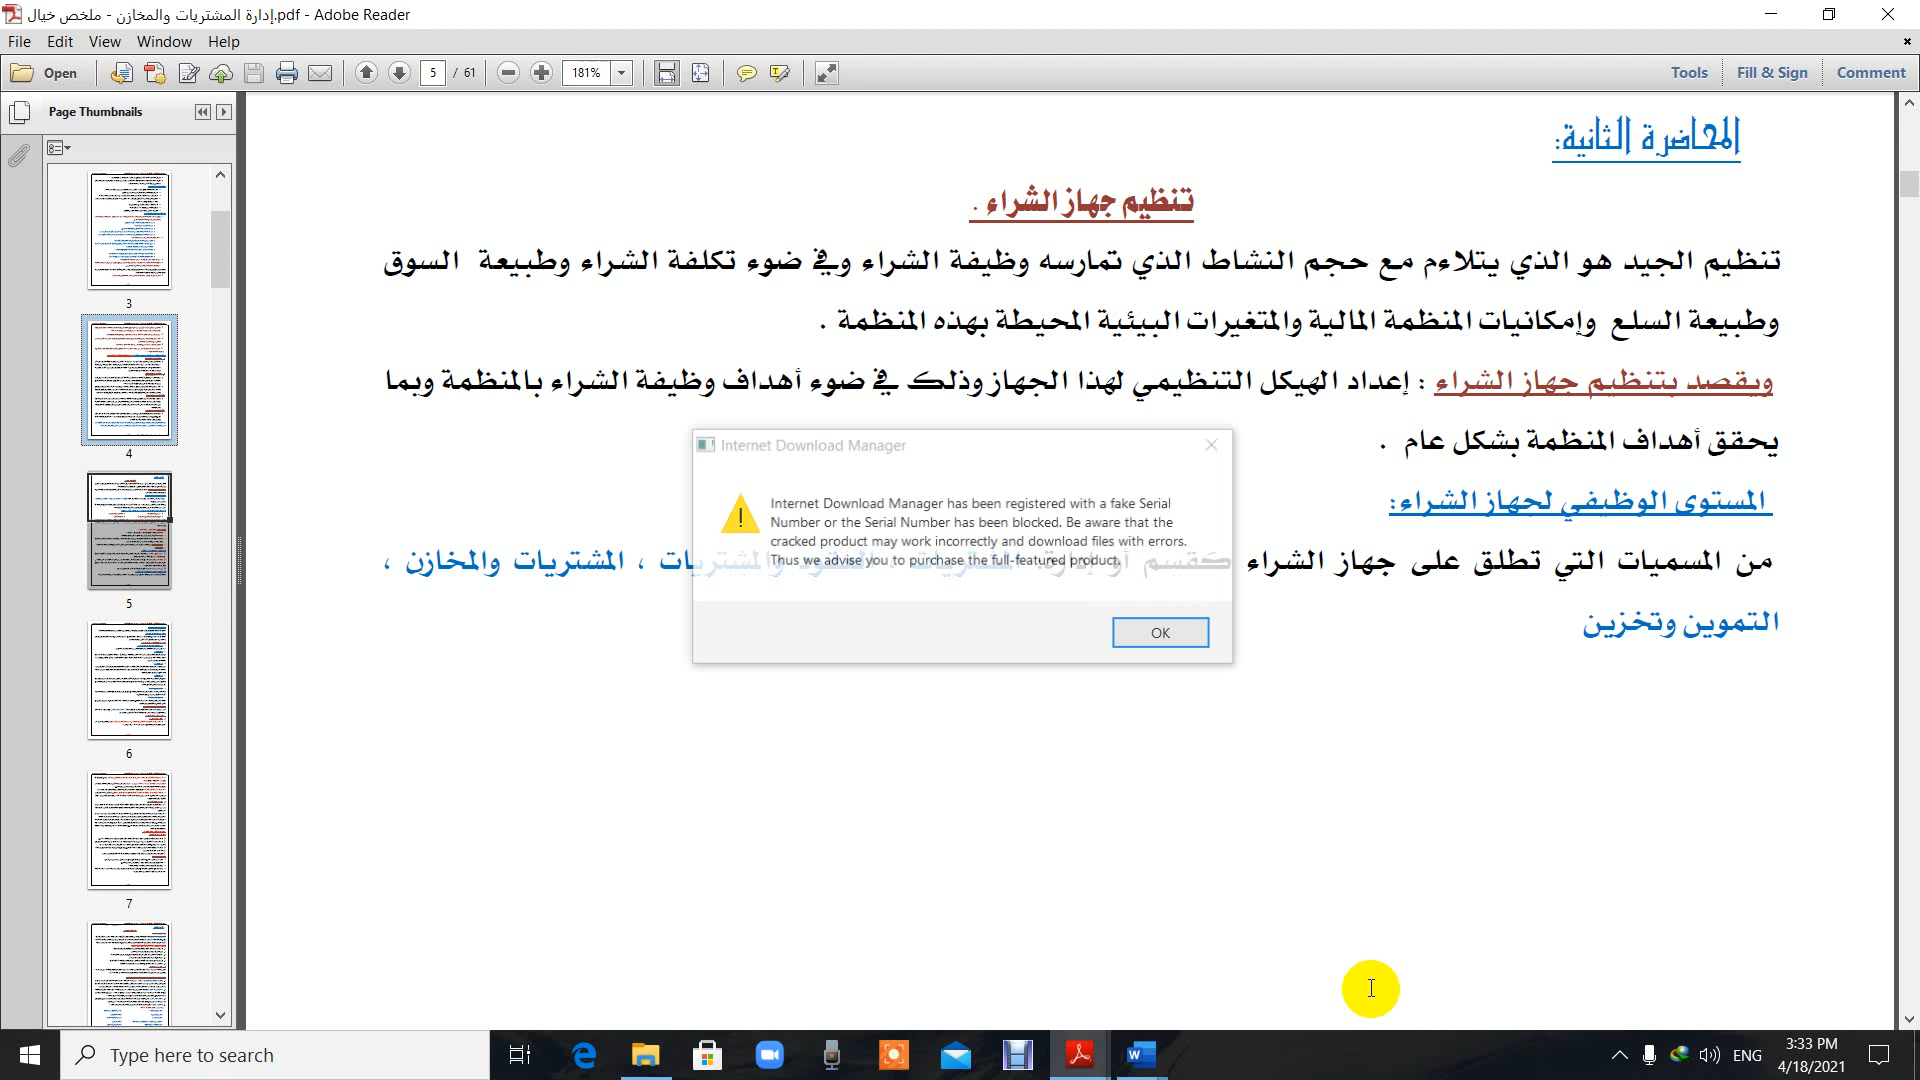 إدارة المشتريات والمخازن - ملخص خيال.pdf - Adobe Reader
File Edit View Window Help
Open 5 / 61 181% Tools Fill & Sign Comment
Page Thumbnails
3
4
5
6
7
المحاضرة الثانية:
تنظيم جهاز الشراء .
تنظيم الجيد هو الذي يتلاءم مع حجم النشاط الذي تمارسه وظيفة الشراء وفي ضوء تكلفة الشراء وطبيعة السوق
وطبيعة السلع وإمكانيات المنظمة المالية والمتغيرات البيئية المحيطة بهذه المنظمة .
ويقصد بتنظيم جهاز الشراء : إعداد الهيكل التنظيمي لهذا الجهاز وذلك في ضوء أهداف وظيفة الشراء بالمنظمة وبما
يحقق أهداف المنظمة بشكل عام .
المستوى الوظيفي لجهاز الشراء:
من المسميات التي تطلق على جهاز الشراء كقسم أو إدارة: المشتريات ، والمشتريات ، المشتريات والمخازن ،
التموين وتخزين
Internet Download Manager
Internet Download Manager has been registered with a fake Serial
Number or the Serial Number has been blocked. Be aware that the
cracked product may work incorrectly and download files with errors.
Thus we advise you to purchase the full-featured product.
OK
Type here to search
ENG
3:33 PM
4/18/2021